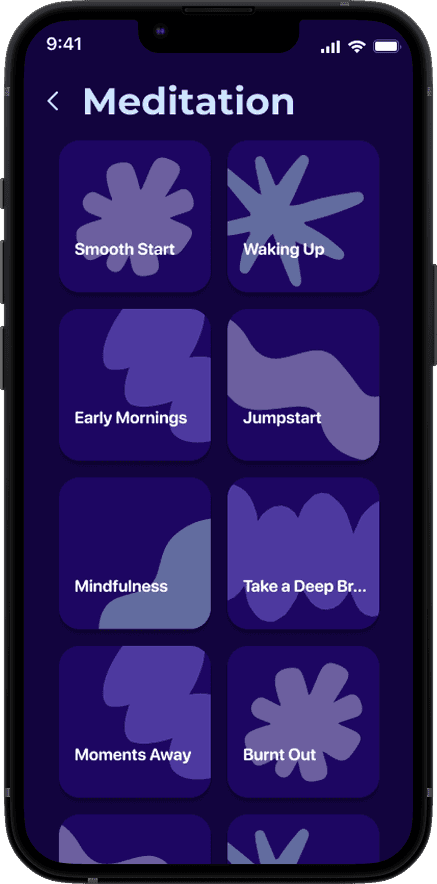 9:41
Meditation
Smooth Start
Waking Up
Early Mornings
Jumpstart
Mindfulness
Take a Deep Br...
Moments Away
Burnt Out